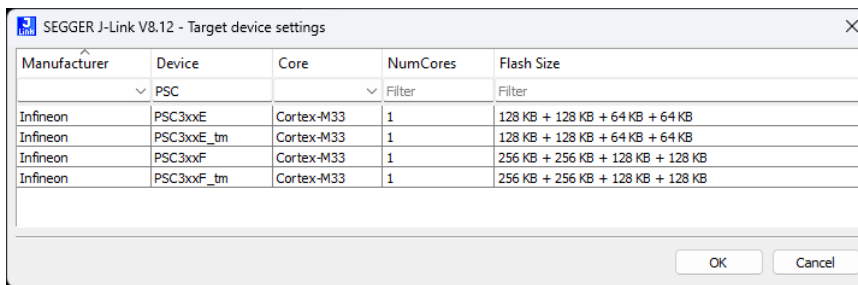 J Link SEGGER J-Link V8.12 - Target device settings
Manufacturer Device Core NumCores Flash Size
PSC Filter Filter
Infineon PSC3xxE Cortex-M33 1 128 KB + 128 KB + 64 KB + 64 KB
Infineon PSC3xxE_tm Cortex-M33 1 128 KB + 128 KB + 64 KB + 64 KB
Infineon PSC3xxF Cortex-M33 1 256 KB + 256 KB + 128 KB + 128 KB
Infineon PSC3xxF_tm Cortex-M33 1 256 KB + 256 KB + 128 KB + 128 KB
OK Cancel